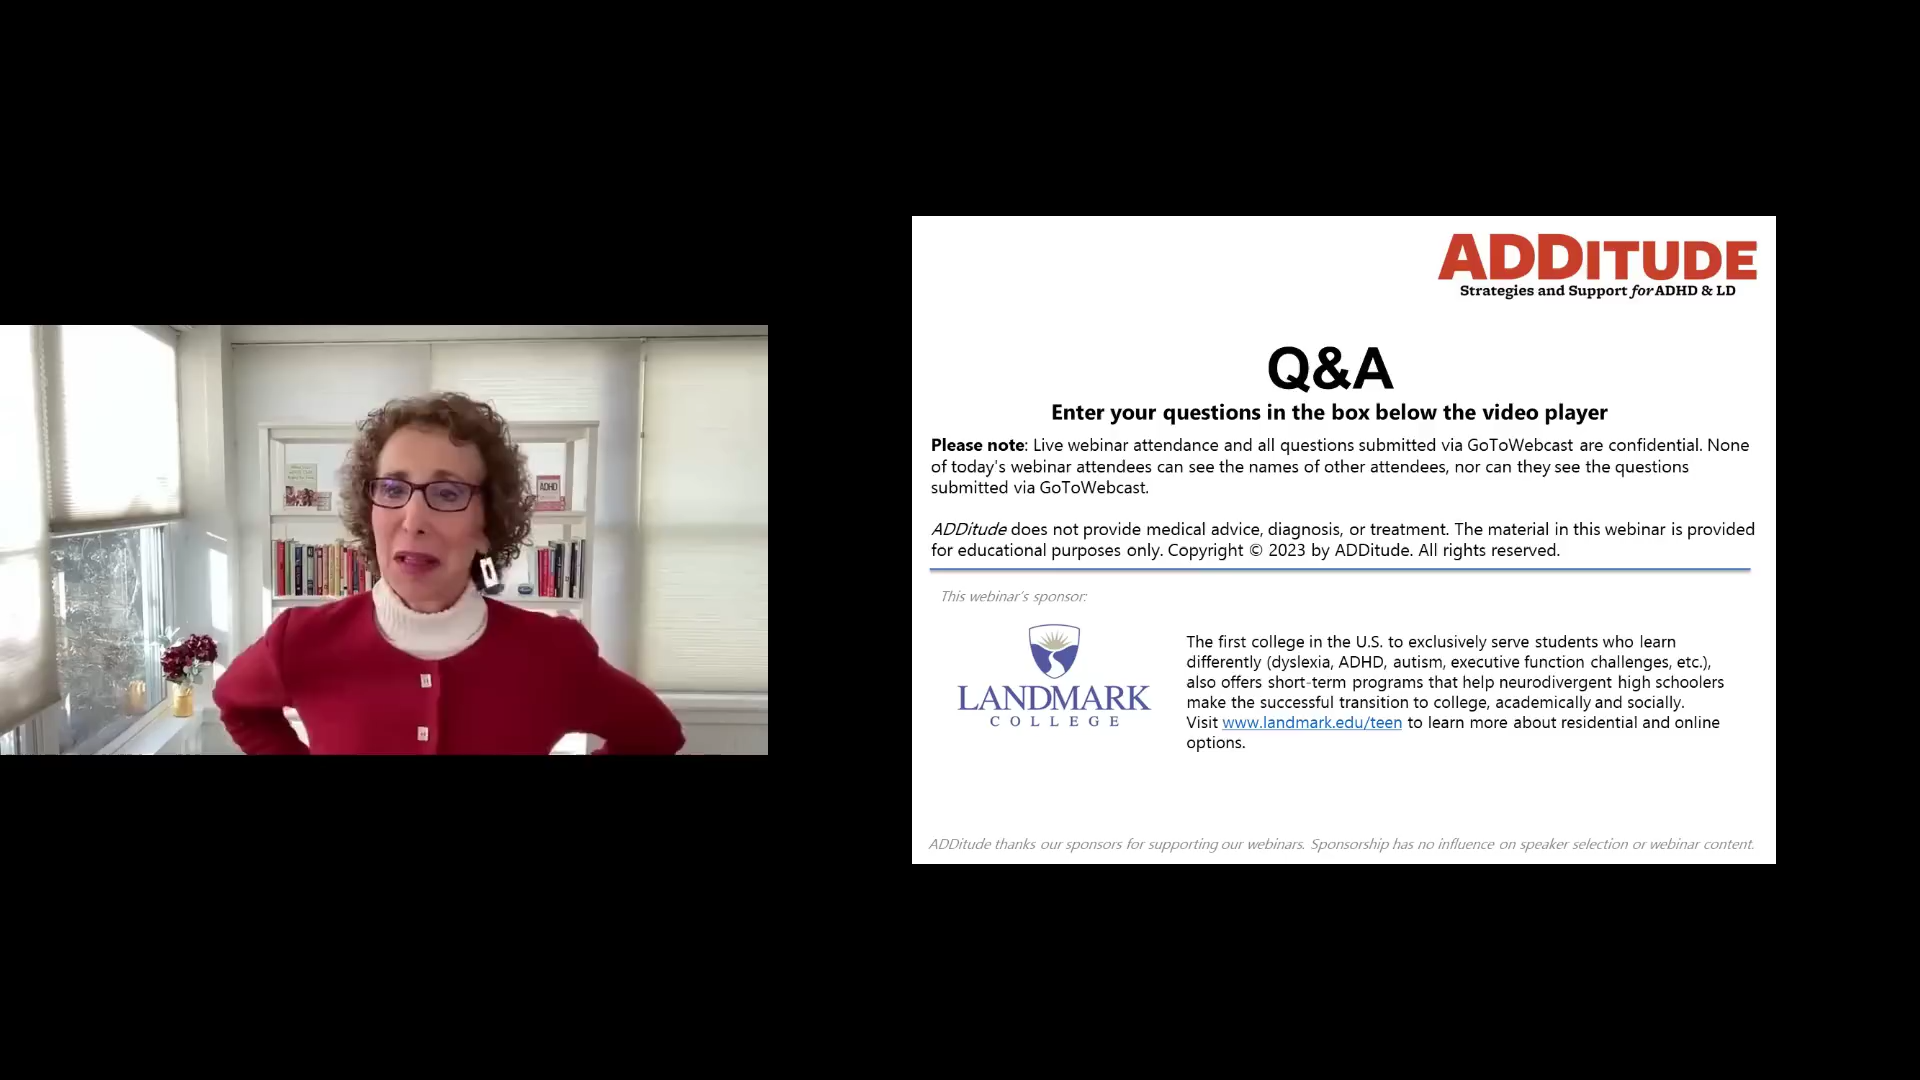 ADHD
ADDITUDE
Strategies and Support for ADHD & LD
Q&A
Enter your questions in the box below the video player
Please note: Live webinar attendance and all questions submitted via GoToWebcast are confidential. None
of today's webinar attendees can see the names of other attendees, nor can they see the questions
submitted via GoToWebcast.
ADDitude does not provide medical advice, diagnosis, or treatment. The material in this webinar is provided
for educational purposes only. Copyright © 2023 by ADDitude. All rights reserved.
This webinar's sponsor:
LANDMARK
COLLEGE
The first college in the U.S. to exclusively serve students who learn
differently (dyslexia, ADHD, autism, executive function challenges, etc.),
also offers short-term programs that help neurodivergent high schoolers
make the successful transition to college, academically and socially.
Visit www.landmark.edu/teen to learn more about residential and online
options.
ADDitude thanks our sponsors for supporting our webinars. Sponsorship has no influence on speaker selection or webinar content.